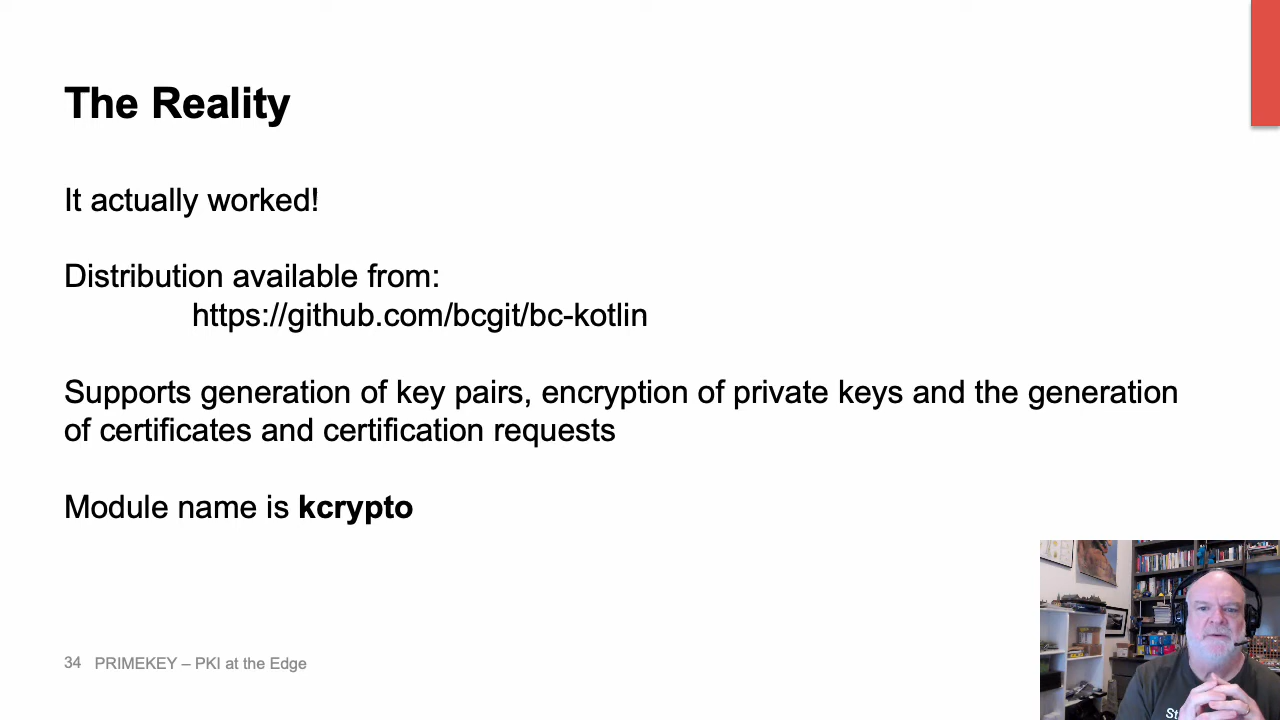 The Reality
It actually worked!
Distribution available from:
https://github.com/bcgit/bc-kotlin
Supports generation of key pairs, encryption of private keys and the generation
of certificates and certification requests
Module name is kcrypto
34 PRIMEKEY – PKI at the Edge
St